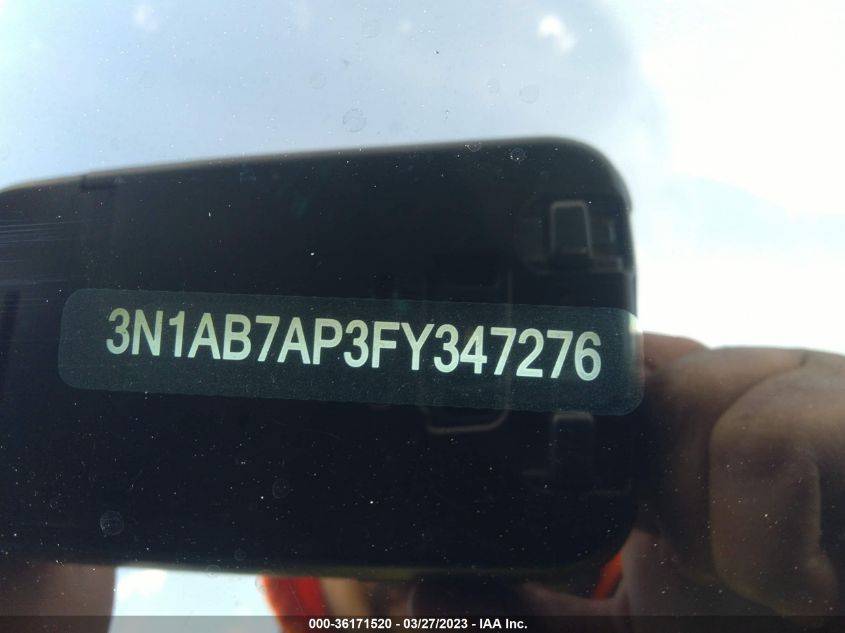 3N1AB7AP3FY347276
000-36171520 — 03/27/2023 — IAA Inc.